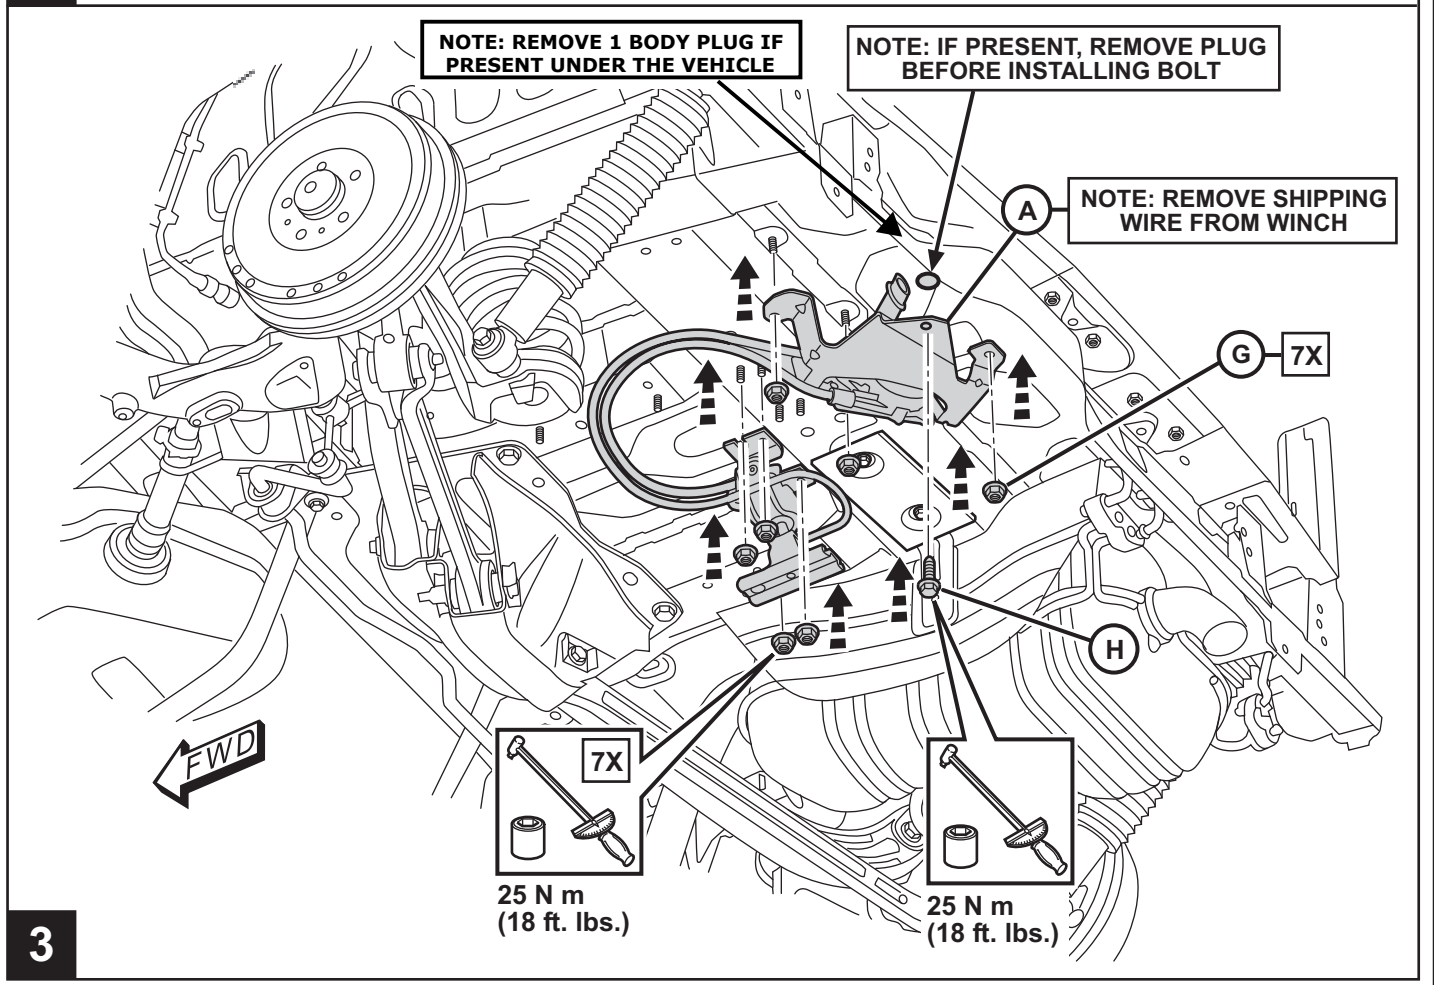 NOTE: REMOVE 1 BODY PLUG IF
PRESENT UNDER THE VEHICLE
NOTE: IF PRESENT, REMOVE PLUG
BEFORE INSTALLING BOLT
A
NOTE: REMOVE SHIPPING
WIRE FROM WINCH
G
7X
H
FWD
7X
25 N m
(18 ft. lbs.)
25 N m
(18 ft. lbs.)
3